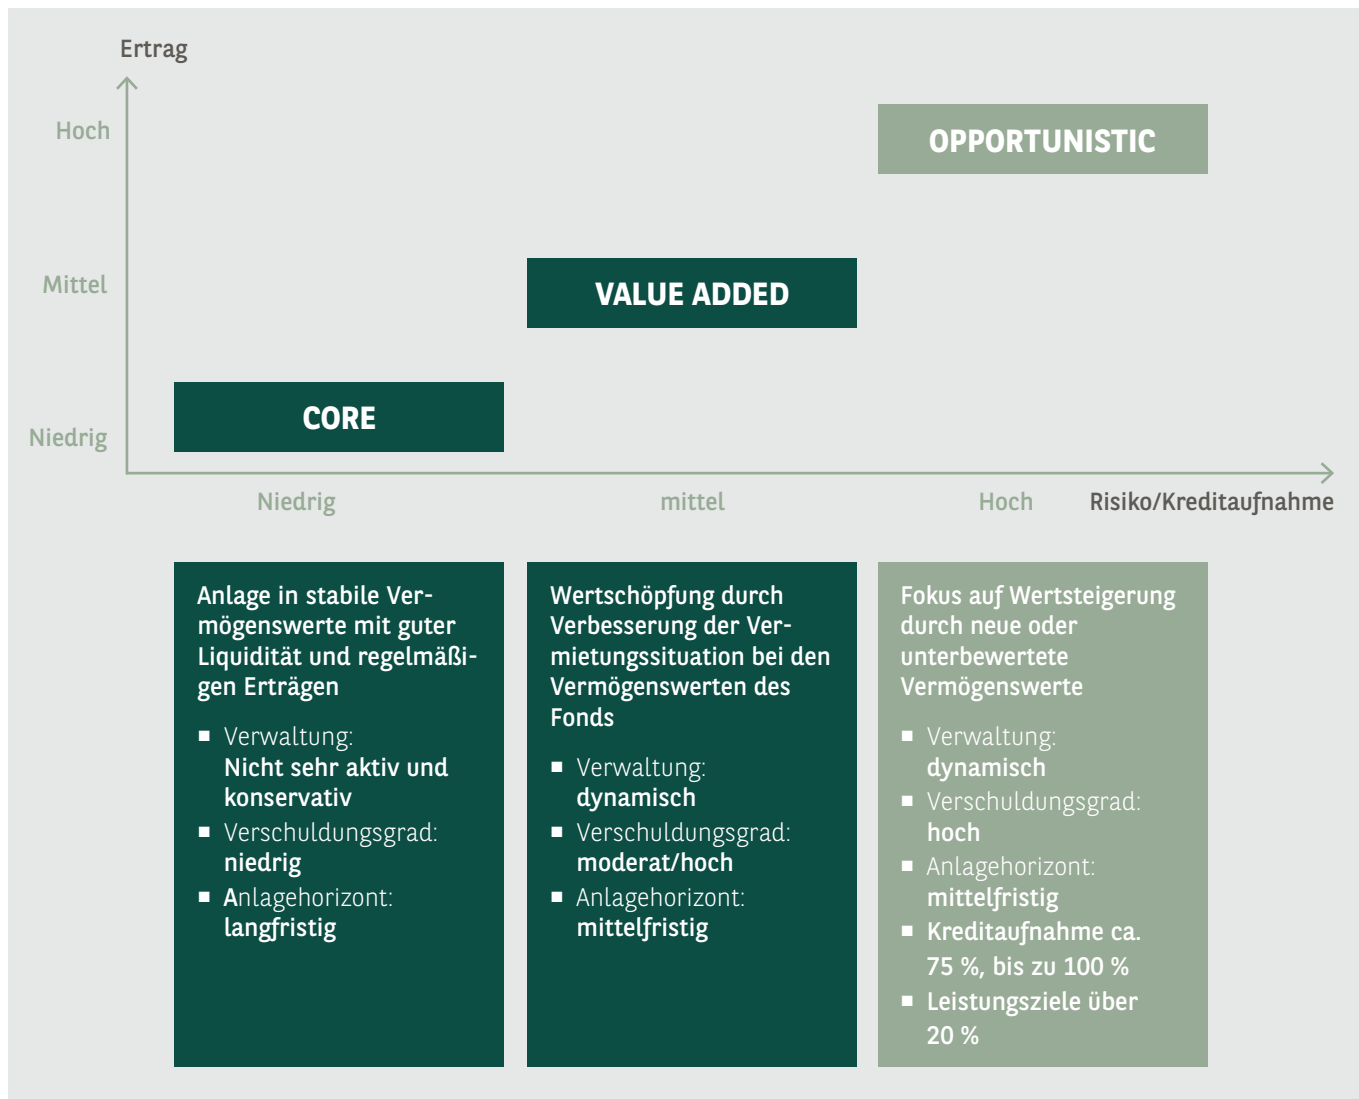 Ertrag
Hoch
OPPORTUNISTIC
Mittel
VALUE ADDED
CORE
Niedrig
Niedrig
mittel
Hoch
Risiko/Kreditaufnahme
Anlage in stabile Ver-
mögenswerte mit guter
Liquidität und regelmäßi-
gen Erträgen
▪ Verwaltung:
Nicht sehr aktiv und
konservativ
▪ Verschuldungsgrad:
niedrig
▪ Anlagehorizont:
langfristig
Wertschöpfung durch
Verbesserung der Ver-
mietungssituation bei den
Vermögenswerten des
Fonds
▪ Verwaltung:
dynamisch
▪ Verschuldungsgrad:
moderat/hoch
▪ Anlagehorizont:
mittelfristig
Fokus auf Wertsteigerung
durch neue oder
unterbewertete
Vermögenswerte
▪ Verwaltung:
dynamisch
▪ Verschuldungsgrad:
hoch
▪ Anlagehorizont:
mittelfristig
▪ Kreditaufnahme ca.
75 %, bis zu 100 %
▪ Leistungsziele über
20 %